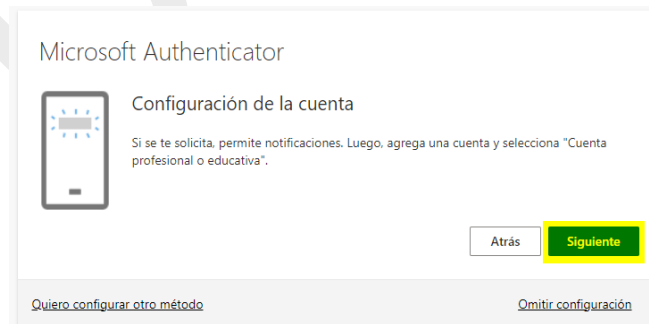 Microsoft Authenticator
Configuración de la cuenta
Si se te solicita, permite notificaciones. Luego, agrega una cuenta y selecciona "Cuenta
profesional o educativa".
Atrás Siguiente
Quiero configurar otro método Omitir configuración